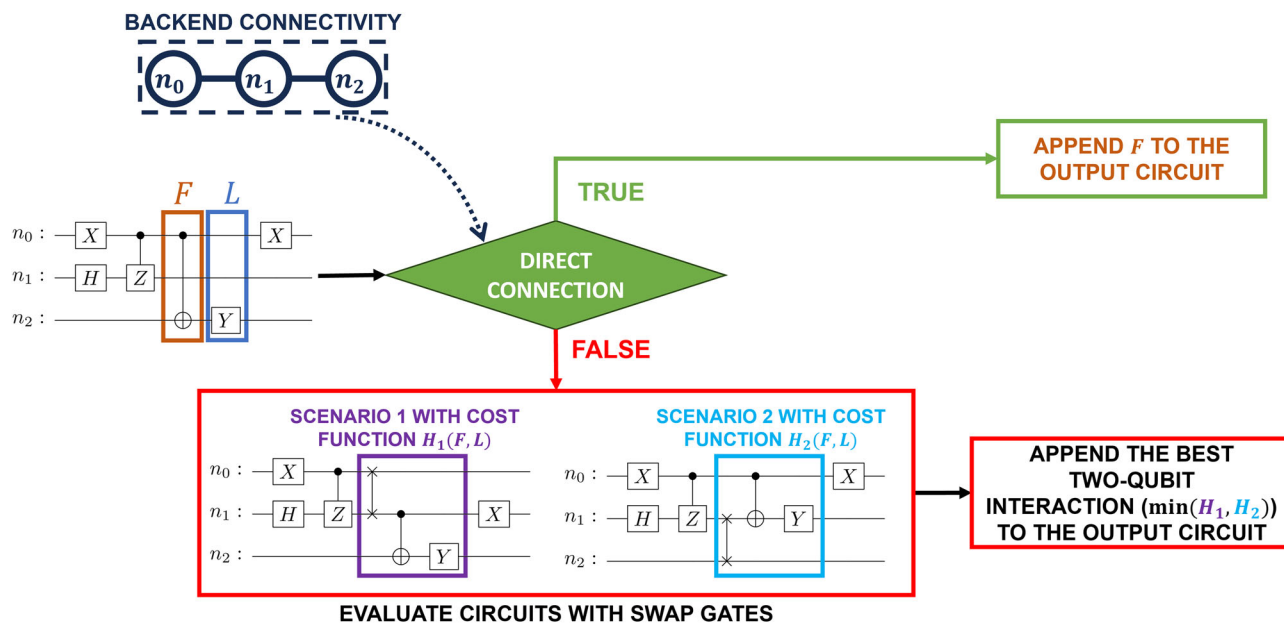 BACKEND CONNECTIVITY
n₀ n₁ n₂
F L
n₀ : X X
n₁ : H Z
n₂ : Y
DIRECT
CONNECTION
TRUE
APPEND F TO THE
OUTPUT CIRCUIT
FALSE
SCENARIO 1 WITH COST
FUNCTION H₁(F, L)
n₀ : X
n₁ : H Z X
n₂ : Y
SCENARIO 2 WITH COST
FUNCTION H₂(F, L)
n₀ : X X
n₁ : H Z Y
n₂ :
EVALUATE CIRCUITS WITH SWAP GATES
APPEND THE BEST
TWO-QUBIT
INTERACTION (min(H₁, H₂))
TO THE OUTPUT CIRCUIT